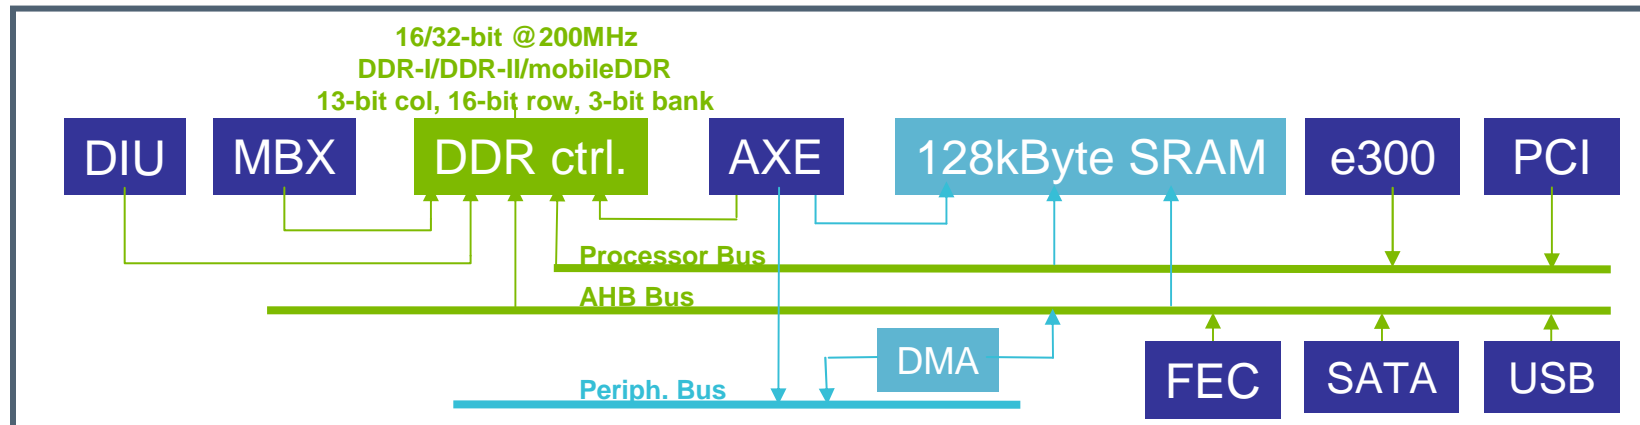 16/32-bit @200MHz
DDR-I/DDR-II/mobileDDR
13-bit col, 16-bit row, 3-bit bank
DIU
MBX
DDR ctrl.
AXE
128kByte SRAM
e300
PCI
Processor Bus
AHB Bus
DMA
FEC
SATA
USB
Periph. Bus